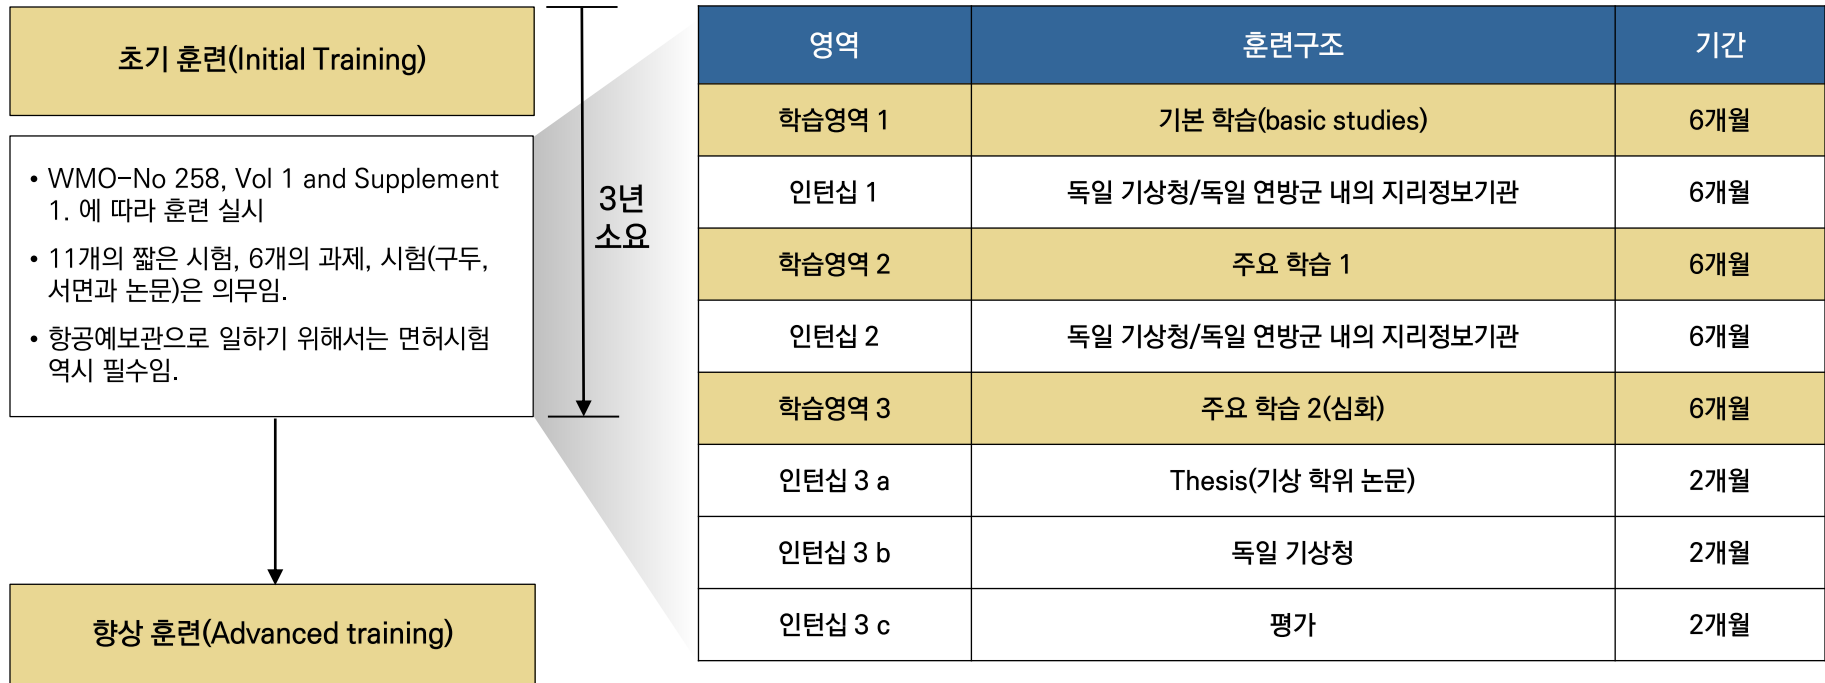 초기 훈련(Initial Training)
• WMO-No 258, Vol 1 and Supplement
1. 에 따라 훈련 실시
• 11개의 짧은 시험, 6개의 과제, 시험(구두,
서면과 논문)은 의무임.
• 항공예보관으로 일하기 위해서는 면허시험
역시 필수임.
향상 훈련(Advanced training)
3년
소요
영역 훈련구조 기간
학습영역 1 기본 학습(basic studies) 6개월
인턴십 1 독일 기상청/독일 연방군 내의 지리정보기관 6개월
학습영역 2 주요 학습 1 6개월
인턴십 2 독일 기상청/독일 연방군 내의 지리정보기관 6개월
학습영역 3 주요 학습 2(심화) 6개월
인턴십 3 a Thesis(기상 학위 논문) 2개월
인턴십 3 b 독일 기상청 2개월
인턴십 3 c 평가 2개월